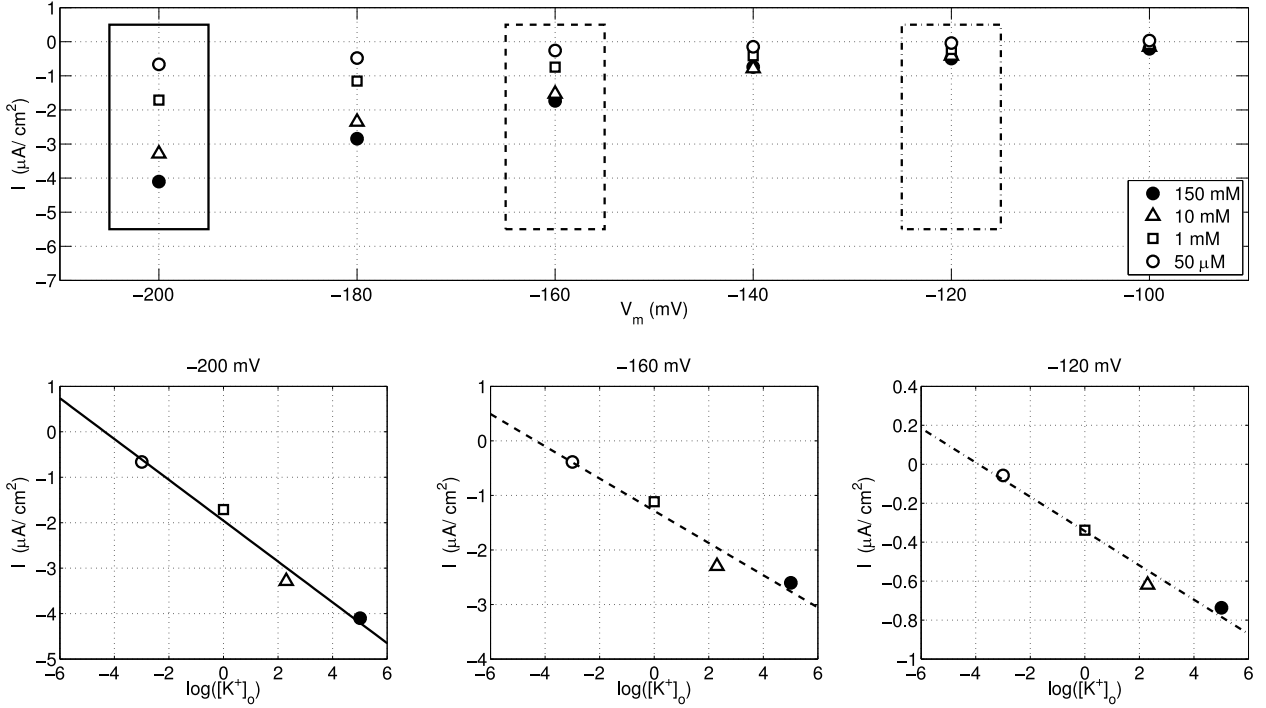 1
0
−1
−2
−3
−4
−5
−6
−7
I (μA/ cm²)
−200
−180
−160
−140
−120
−100
V_m (mV)
150 mM
10 mM
1 mM
50 μM
−200 mV
1
0
−1
−2
−3
−4
−5
I (μA/ cm²)
−6 −4 −2 0 2 4 6
log([K⁺]ₒ)
−160 mV
1
0
−1
−2
−3
−4
I (μA/ cm²)
−6 −4 −2 0 2 4 6
log([K⁺]ₒ)
−120 mV
0.4
0.2
0
−0.2
−0.4
−0.6
−0.8
−1
I (μA/ cm²)
−6 −4 −2 0 2 4 6
log([K⁺]ₒ)